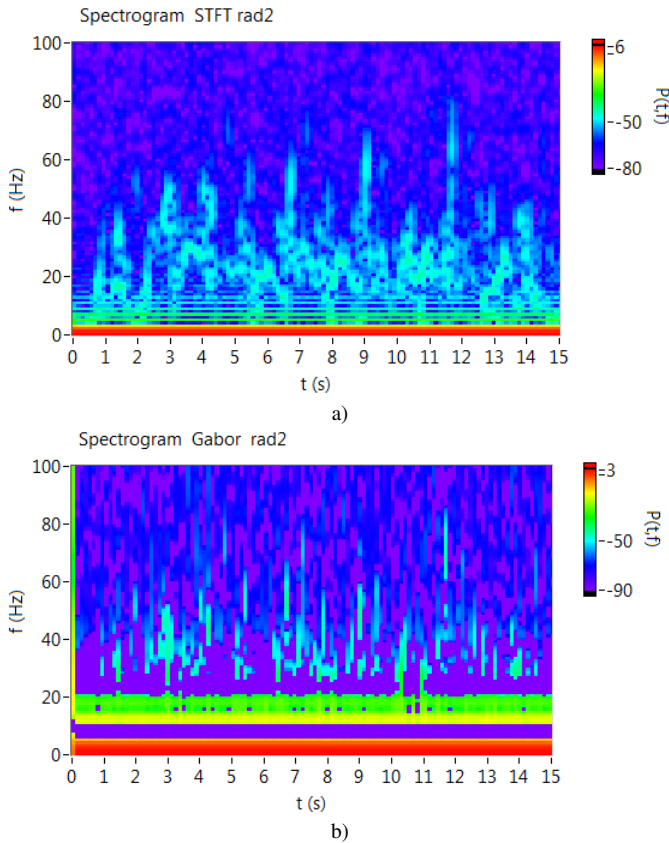 Spectrogram STFT rad2
100
80
60
40
20
0
f (Hz)
0 1 2 3 4 5 6 7 8 9 10 11 12 13 14 15
t (s)
6
-50
-80
P(t,f)
a)
Spectrogram Gabor rad2
100
80
60
40
20
0
f (Hz)
0 1 2 3 4 5 6 7 8 9 10 11 12 13 14 15
t (s)
3
-50
-90
P(t,f)
b)